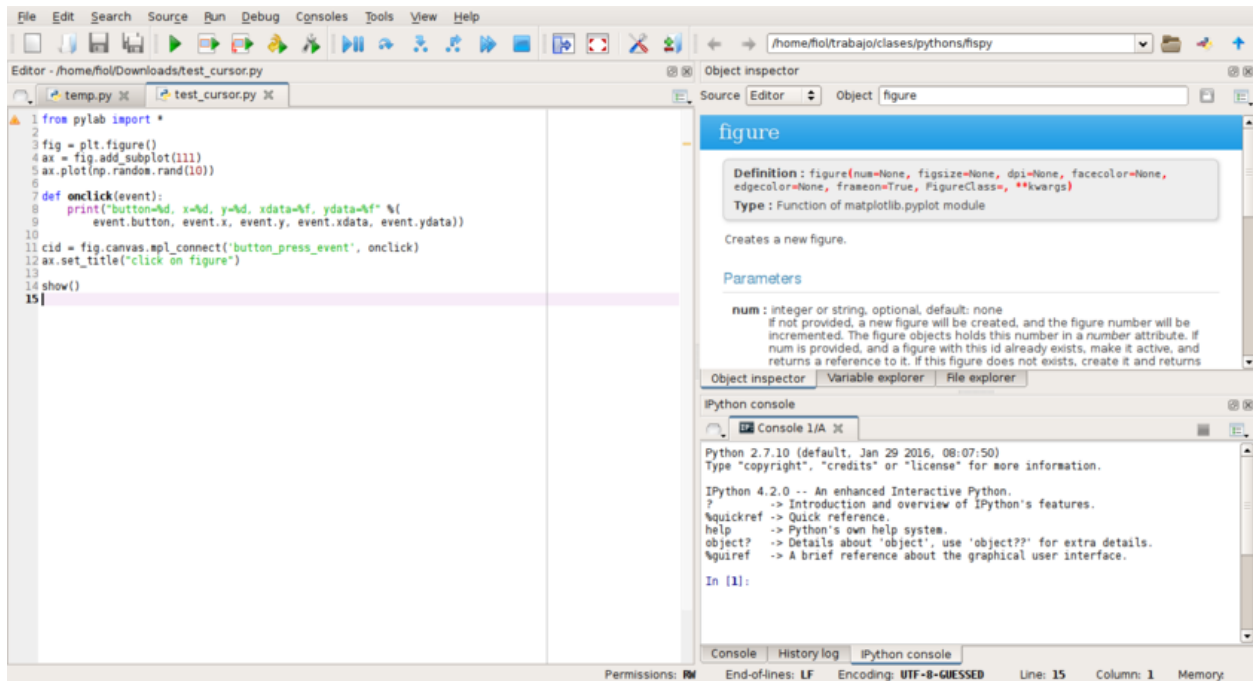 File Edit Search Source Run Debug Consoles Tools View Help
/home/fiol/trabajo/clases/pythons/fispy
Editor - /home/fiol/Downloads/test_cursor.py
temp.py
test_cursor.py
1 from pylab import *
2
3 fig = plt.figure()
4 ax = fig.add_subplot(111)
5 ax.plot(np.random.rand(10))
6
7 def onclick(event):
8     print("button=%d, x=%d, y=%d, xdata=%f, ydata=%f" %(
9         event.button, event.x, event.y, event.xdata, event.ydata))
10
11 cid = fig.canvas.mpl_connect('button_press_event', onclick)
12 ax.set_title("click on figure")
13
14 show()
15
Object inspector
Source Editor Object figure
figure
Definition : figure(num=None, figsize=None, dpi=None, facecolor=None,
edgecolor=None, frameon=True, FigureClass=, **kwargs)
Type : Function of matplotlib.pyplot module
Creates a new figure.
Parameters
num : integer or string, optional, default: none
If not provided, a new figure will be created, and the figure number will be
incremented. The figure objects holds this number in a number attribute. If
num is provided, and a figure with this id already exists, make it active, and
returns a reference to it. If this figure does not exists, create it and returns
Object inspector Variable explorer File explorer
IPython console
Console 1/A
Python 2.7.10 (default, Jan 29 2016, 08:07:50)
Type "copyright", "credits" or "license" for more information.
IPython 4.2.0 -- An enhanced Interactive Python.
? -> Introduction and overview of IPython's features.
%quickref -> Quick reference.
help -> Python's own help system.
object? -> Details about 'object', use 'object??' for extra details.
%guiref -> A brief reference about the graphical user interface.
In [1]:
Console History log IPython console
Permissions: RW End-of-lines: LF Encoding: UTF-8-GUESSED Line: 15 Column: 1 Memory: